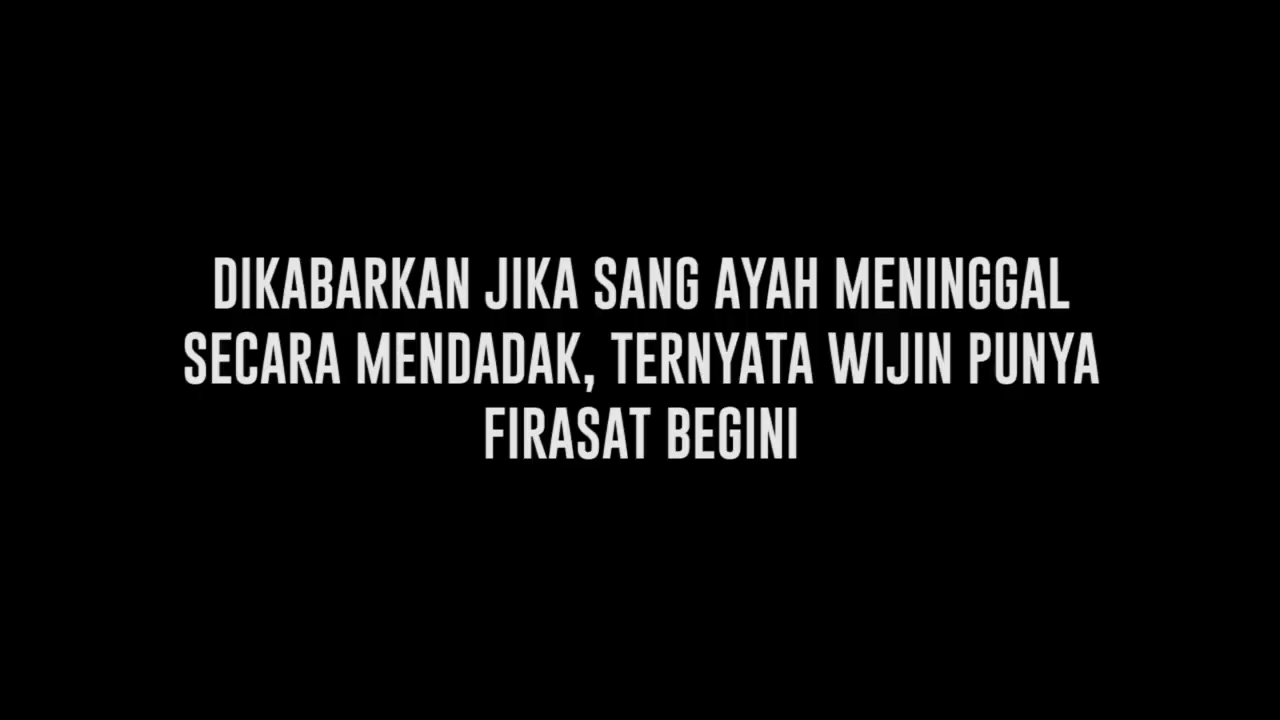 DIKABARKAN JIKA SANG AYAH MENINGGAL
SECARA MENDADAK, TERNYATA WIJIN PUNYA
FIRASAT BEGINI